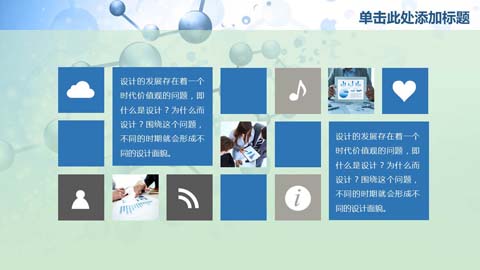 单击此处添加标题
设计的发展存在着一个
时代价值观的问题，即
什么是设计？为什么而
设计？围绕这个问题，
不同的时期就会形成不
同的设计面貌。
设计的发展存在着一个
时代价值观的问题，即
什么是设计？为什么而
设计？围绕这个问题，
不同的时期就会形成不
同的设计面貌。